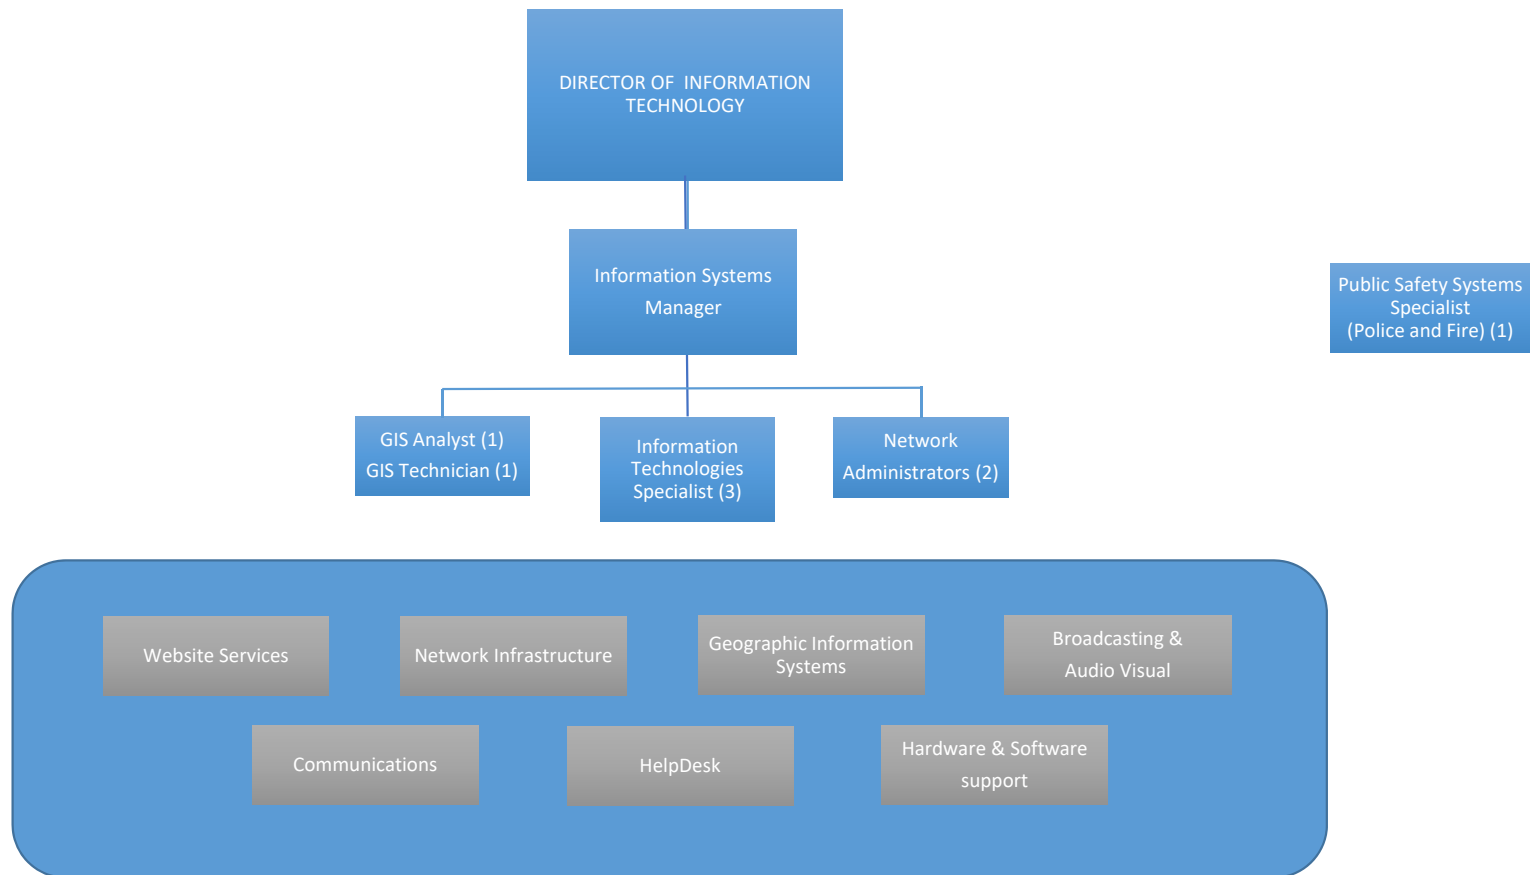 DIRECTOR OF INFORMATION
TECHNOLOGY
Information Systems
Manager
Public Safety Systems
Specialist
(Police and Fire) (1)
GIS Analyst (1)
GIS Technician (1)
Information
Technologies
Specialist (3)
Network
Administrators (2)
Website Services
Network Infrastructure
Geographic Information
Systems
Broadcasting &
Audio Visual
Communications
HelpDesk
Hardware & Software
support